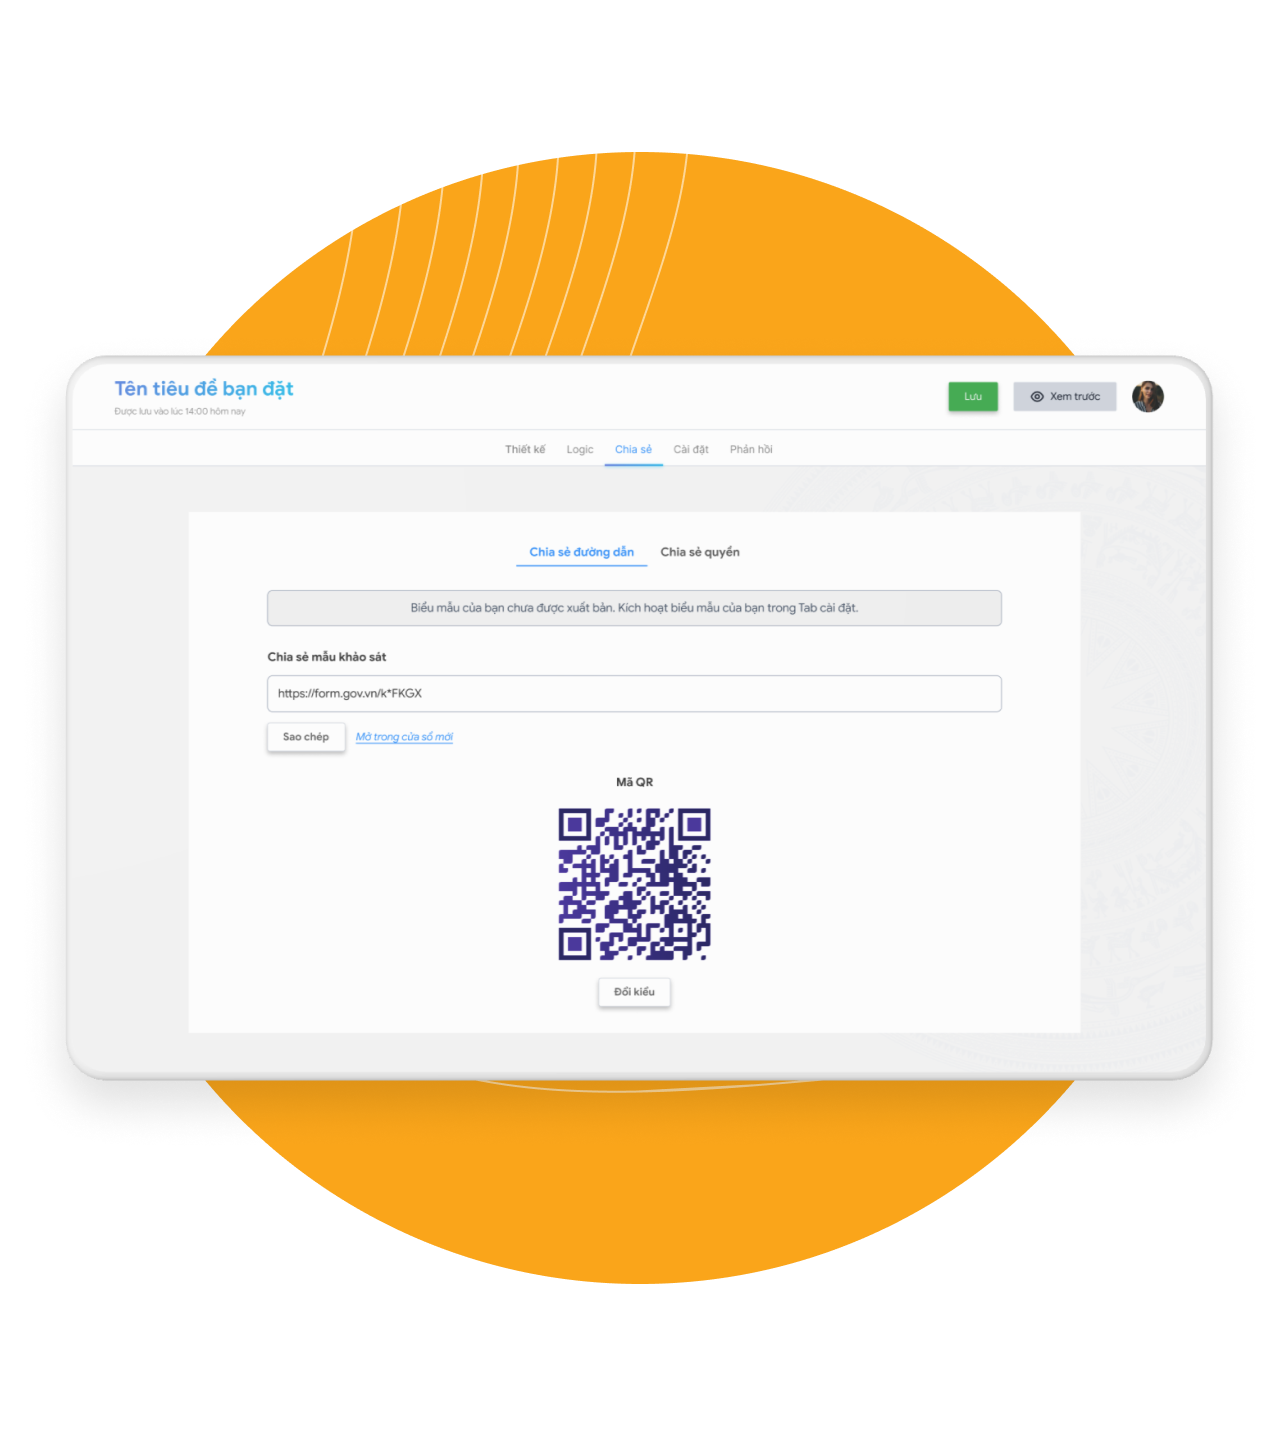 Tên tiêu đề bạn đặt
Được lưu vào lúc 14:00 hôm nay
Lưu
Xem trước
Thiết kế Logic Chia sẻ Cài đặt Phản hồi
Chia sẻ đường dẫn Chia sẻ quyền
Biểu mẫu của bạn chưa được xuất bản. Kích hoạt biểu mẫu của bạn trong Tab cài đặt.
Chia sẻ mẫu khảo sát
https://form.gov.vn/k*FKGX
Sao chép Mở trong cửa sổ mới
Mã QR
Đổi kiểu